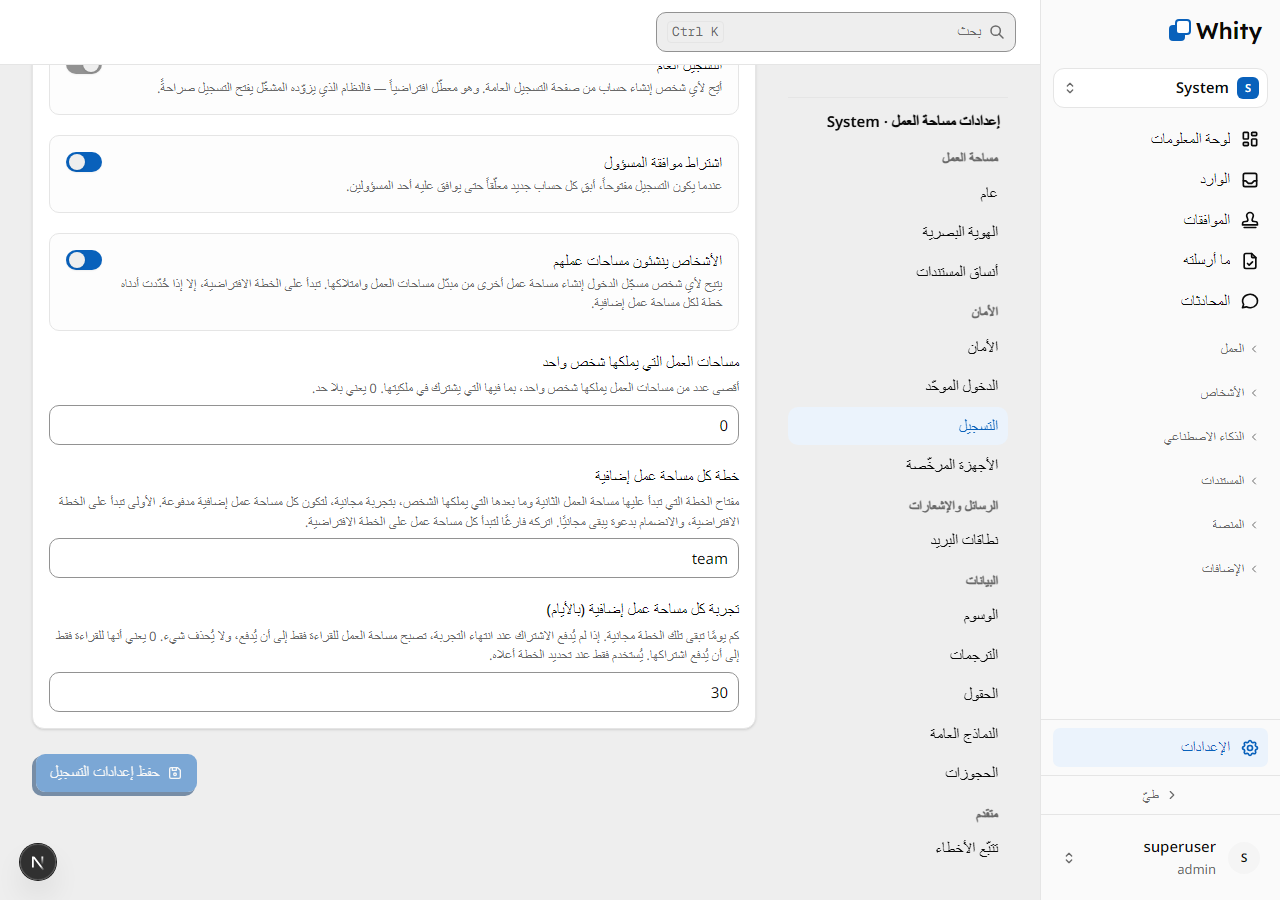 Whity
System
S
لوحة المعلومات
الوارد
الموافقات
ما أرسلته
المحادثات
العمل
الأشخاص
الذكاء الاصطناعي
المستندات
المنصة
الإضافات
الإعدادات
طيّ
superuser
admin
S
بحث
Ctrl K
إعدادات مساحة العمل · System
مساحة العمل
عام
الهوية البصرية
أنساق المستندات
الأمان
الأمان
الدخول الموحّد
التسجيل
الأجهزة المرخّصة
الرسائل والإشعارات
نطاقات البريد
البيانات
الوسوم
الترجمات
الحقول
النماذج العامة
الحجوزات
متقدم
تتبّع الأخطاء
التسجيل العام
أتِح لأي شخص إنشاء حساب من صفحة التسجيل العامة. وهو معطّل افتراضياً — فالنظام الذي يزوّده المشغّل يفتح التسجيل صراحةً.
اشتراط موافقة المسؤول
عندما يكون التسجيل مفتوحاً، أبقِ كل حساب جديد معلّقاً حتى يوافق عليه أحد المسؤولين.
الأشخاص ينشئون مساحات عملهم
يتيح لأي شخص مسجّل الدخول إنشاء مساحة عمل أخرى من مبدّل مساحات العمل وامتلاكها. تبدأ على الخطة الافتراضية، إلا إذا حُدّدت أدناه
خطة لكل مساحة عمل إضافية.
مساحات العمل التي يملكها شخص واحد
أقصى عدد من مساحات العمل يملكها شخص واحد، بما فيها التي يشترك في ملكيتها. 0 يعني بلا حد.
0
خطة كل مساحة عمل إضافية
مفتاح الخطة التي تبدأ عليها مساحة العمل الثانية وما بعدها التي يملكها الشخص، بتجربة مجانية، لتكون كل مساحة عمل إضافية مدفوعة. الأولى تبدأ على الخطة
الافتراضية، والانضمام بدعوة يبقى مجانيًا. اتركه فارغًا لتبدأ كل مساحة عمل على الخطة الافتراضية.
team
تجربة كل مساحة عمل إضافية (بالأيام)
كم يومًا تبقى تلك الخطة مجانية. إذا لم يُدفع الاشتراك عند انتهاء التجربة، تصبح مساحة العمل للقراءة فقط إلى أن يُدفع، ولا يُحذف شيء. 0 يعني أنها للقراءة فقط
إلى أن يُدفع اشتراكها. يُستخدم فقط عند تحديد الخطة أعلاه.
30
حفظ إعدادات التسجيل
N